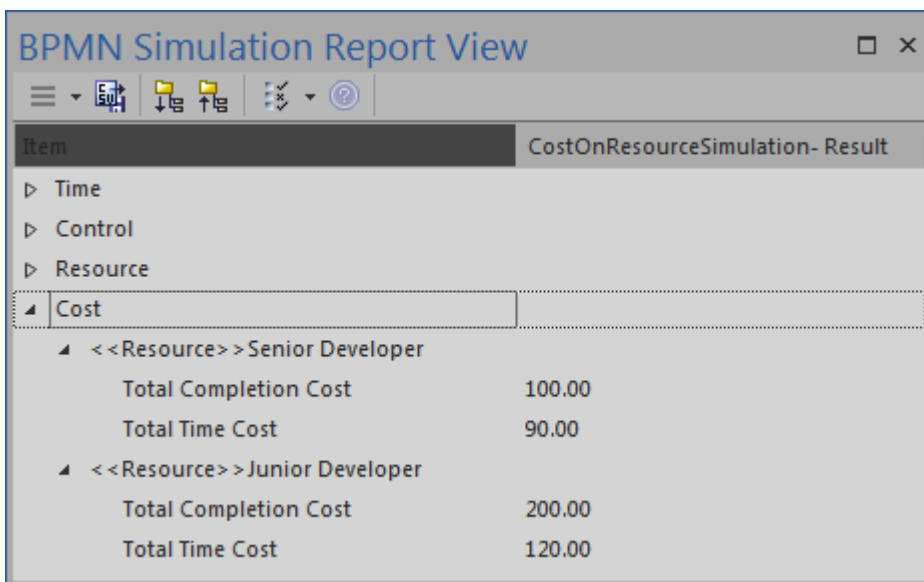 BPMN Simulation Report View
Item CostOnResourceSimulation- Result
Time
Control
Resource
Cost
<<Resource>>Senior Developer
Total Completion Cost 100.00
Total Time Cost 90.00
<<Resource>>Junior Developer
Total Completion Cost 200.00
Total Time Cost 120.00